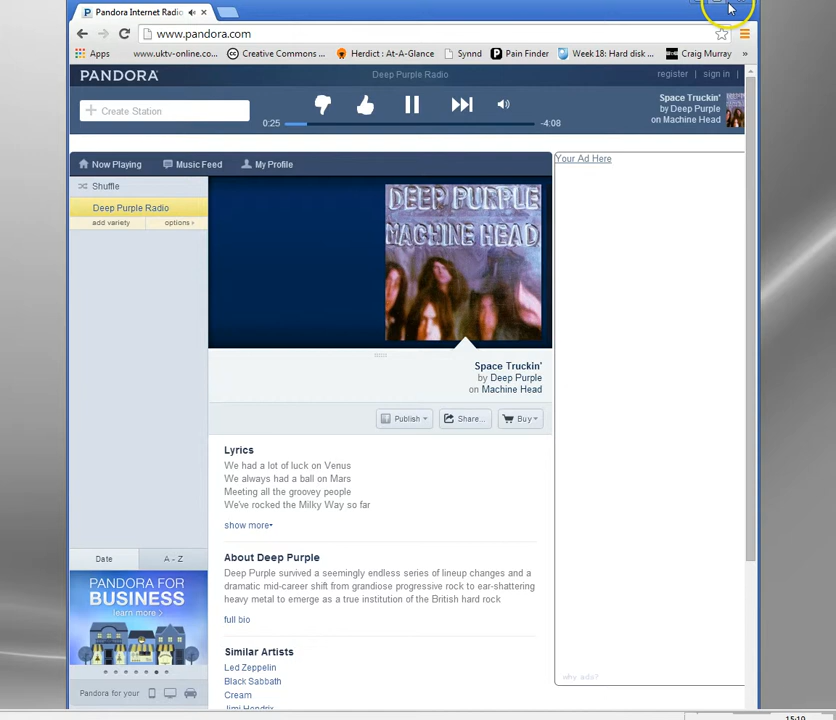 Pandora Internet Radio
www.pandora.com
Apps
www.uktv-online.co...
Creative Commons ...
Herdict : At-A-Glance
Synnd
Pain Finder
Week 18: Hard disk ...
Craig Murray
»
PANDORA
Deep Purple Radio
register | sign in |
+ Create Station
0:25
-4:08
Space Truckin'
by Deep Purple
on Machine Head
Now Playing
Music Feed
My Profile
Your Ad Here
Shuffle
Deep Purple Radio
add variety
options ›
DEEP PURPLE
MACHINE HEAD
Space Truckin'
by Deep Purple
on Machine Head
Publish
Share...
Buy
Lyrics
We had a lot of luck on Venus
We always had a ball on Mars
Meeting all the groovey people
We've rocked the Milky Way so far
show more
About Deep Purple
Deep Purple survived a seemingly endless series of lineup changes and a
dramatic mid-career shift from grandiose progressive rock to ear-shattering
heavy metal to emerge as a true institution of the British hard rock
full bio
Similar Artists
Led Zeppelin
Black Sabbath
Cream
Jimi Hendrix
Date
A - Z
PANDORA FOR
BUSINESS
learn more >
Pandora for your
why ads?
15:19